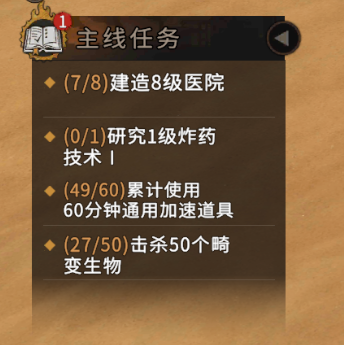 1
主线任务
(7/8)建造8级医院
(0/1)研究1级炸药
技术Ⅰ
(49/60)累计使用
60分钟通用加速道具
(27/50)击杀50个畸
变生物